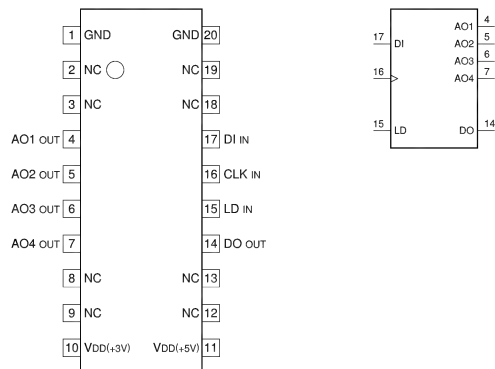 1 GND GND 20
2 NC NC 19
3 NC NC 18
AO1 OUT 4 17 DI IN
AO2 OUT 5 16 CLK IN
AO3 OUT 6 15 LD IN
AO4 OUT 7 14 DO OUT
8 NC NC 13
9 NC NC 12
10 VDD(+3V) VDD(+5V) 11
AO1 4
17 DI AO2 5
AO3 6
16 AO4 7
15 LD DO 14